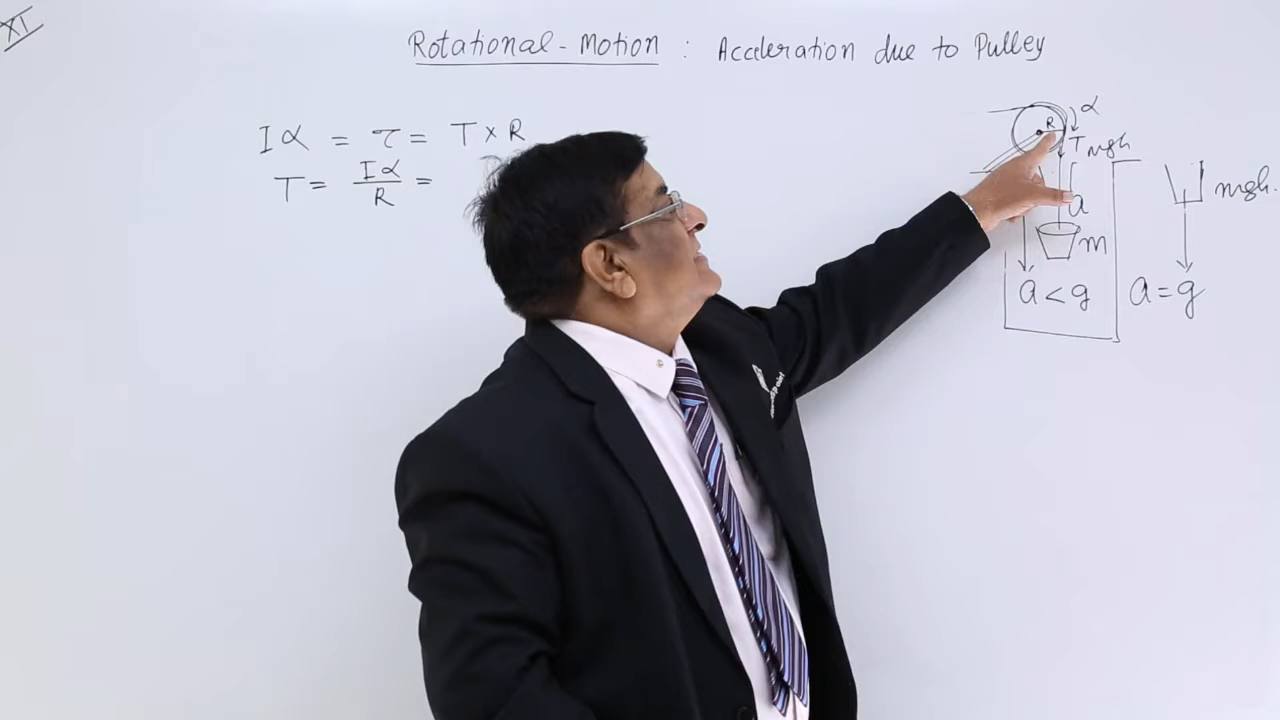 XI
Rotational - Motion : Acceleration due to Pulley
Iα = τ = T × R
T = Iα / R =
R
α
T
mgh
a
m
a < g
mgh.
a = g